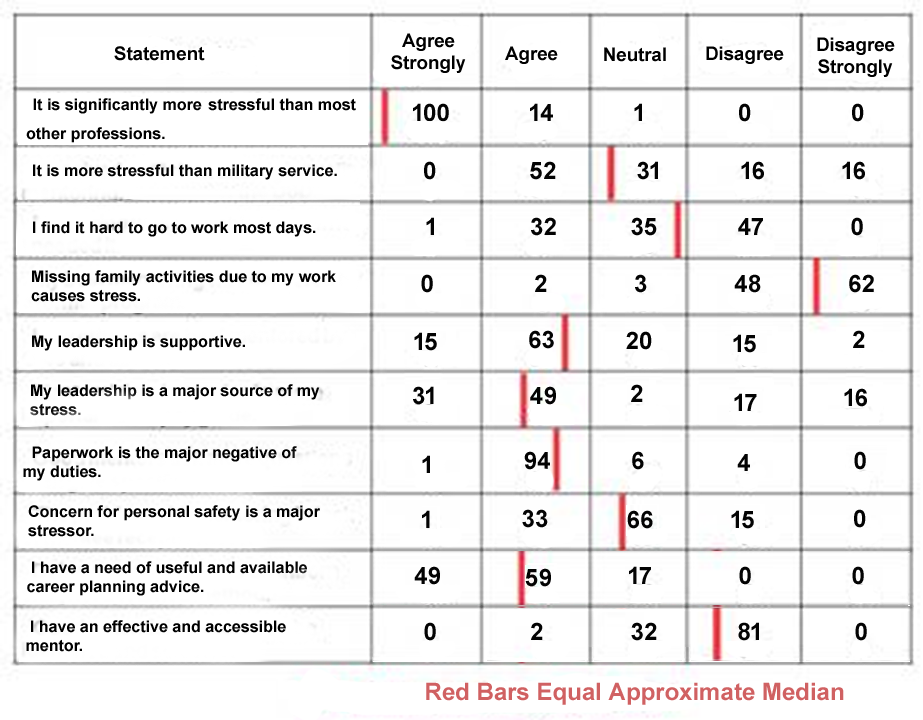 Statement Agree Strongly Agree Neutral Disagree Disagree Strongly
It is significantly more stressful than most
other professions. 100 14 1 0 0
It is more stressful than military service. 0 52 31 16 16
I find it hard to go to work most days. 1 32 35 47 0
Missing family activities due to my work
causes stress. 0 2 3 48 62
My leadership is supportive. 15 63 20 15 2
My leadership is a major source of my
stress. 31 49 2 17 16
Paperwork is the major negative of
my duties. 1 94 6 4 0
Concern for personal safety is a major
stressor. 1 33 66 15 0
I have a need of useful and available
career planning advice. 49 59 17 0 0
I have an effective and accessible
mentor. 0 2 32 81 0
Red Bars Equal Approximate Median